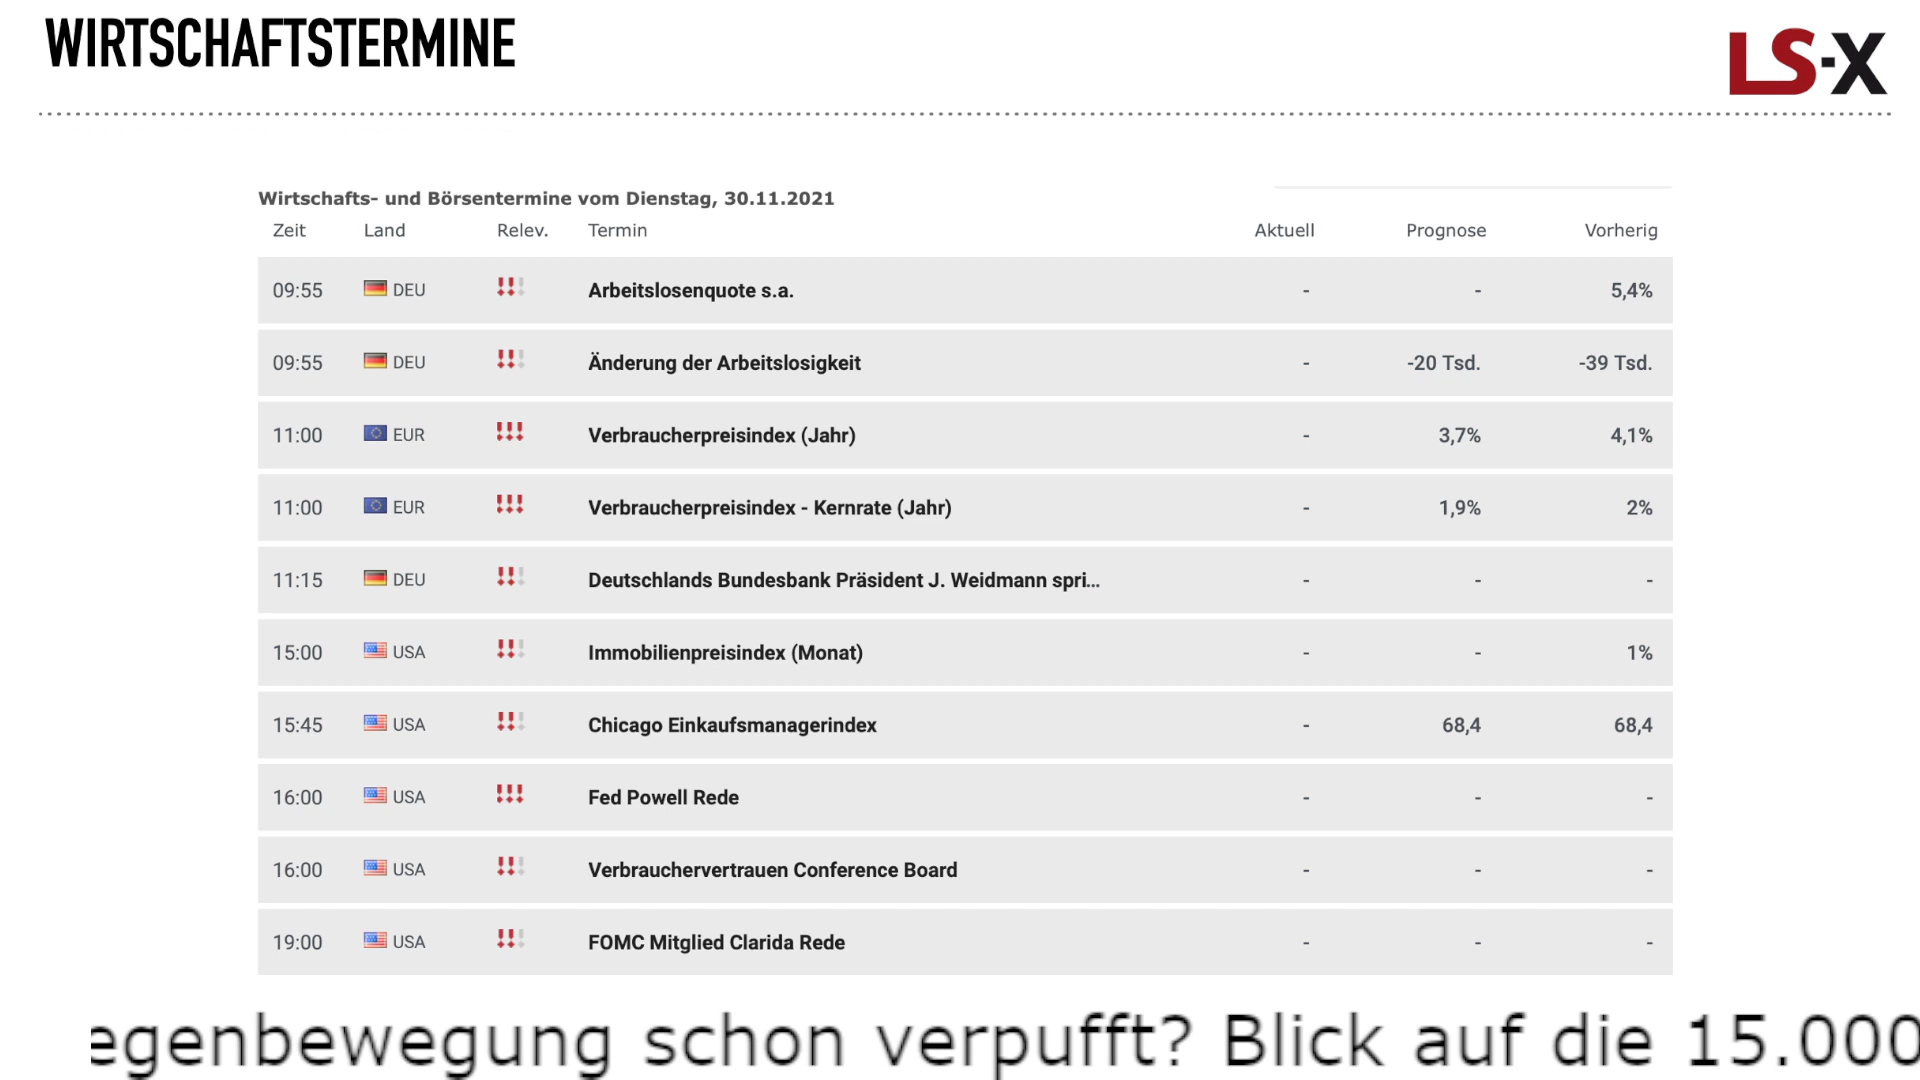 WIRTSCHAFTSTERMINE
LS-X
Wirtschafts- und Börsentermine vom Dienstag, 30.11.2021
Zeit Land Relev. Termin Aktuell Prognose Vorherig
09:55 DEU Arbeitslosenquote s.a. - - 5,4%
09:55 DEU Änderung der Arbeitslosigkeit - -20 Tsd. -39 Tsd.
11:00 EUR Verbraucherpreisindex (Jahr) - 3,7% 4,1%
11:00 EUR Verbraucherpreisindex - Kernrate (Jahr) - 1,9% 2%
11:15 DEU Deutschlands Bundesbank Präsident J. Weidmann spri... - - -
15:00 USA Immobilienpreisindex (Monat) - - 1%
15:45 USA Chicago Einkaufsmanagerindex - 68,4 68,4
16:00 USA Fed Powell Rede - - -
16:00 USA Verbrauchervertrauen Conference Board - - -
19:00 USA FOMC Mitglied Clarida Rede - - -
egenbewegung schon verpufft? Blick auf die 15.000